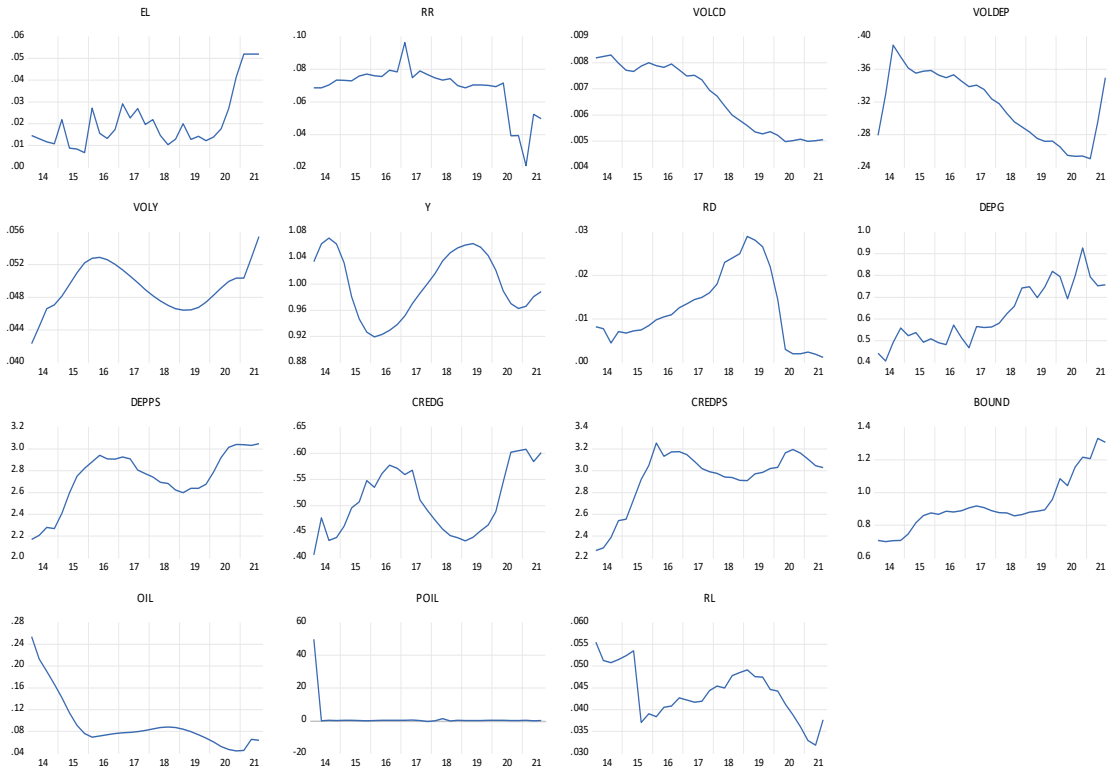 EL
.06
.05
.04
.03
.02
.01
.00
14 15 16 17 18 19 20 21
RR
.10
.08
.06
.04
.02
14 15 16 17 18 19 20 21
VOLCD
.009
.008
.007
.006
.005
.004
14 15 16 17 18 19 20 21
VOLDEP
.40
.36
.32
.28
.24
14 15 16 17 18 19 20 21
VOLY
.056
.052
.048
.044
.040
14 15 16 17 18 19 20 21
Y
1.08
1.04
1.00
0.96
0.92
0.88
14 15 16 17 18 19 20 21
RD
.03
.02
.01
.00
14 15 16 17 18 19 20 21
DEPG
1.0
0.9
0.8
0.7
0.6
0.5
0.4
14 15 16 17 18 19 20 21
DEPPS
3.2
3.0
2.8
2.6
2.4
2.2
2.0
14 15 16 17 18 19 20 21
CREDG
.65
.60
.55
.50
.45
.40
14 15 16 17 18 19 20 21
CREDPS
3.4
3.2
3.0
2.8
2.6
2.4
2.2
14 15 16 17 18 19 20 21
BOUND
1.4
1.2
1.0
0.8
0.6
14 15 16 17 18 19 20 21
OIL
.28
.24
.20
.16
.12
.08
.04
14 15 16 17 18 19 20 21
POIL
60
40
20
0
-20
14 15 16 17 18 19 20 21
RL
.060
.055
.050
.045
.040
.035
.030
14 15 16 17 18 19 20 21